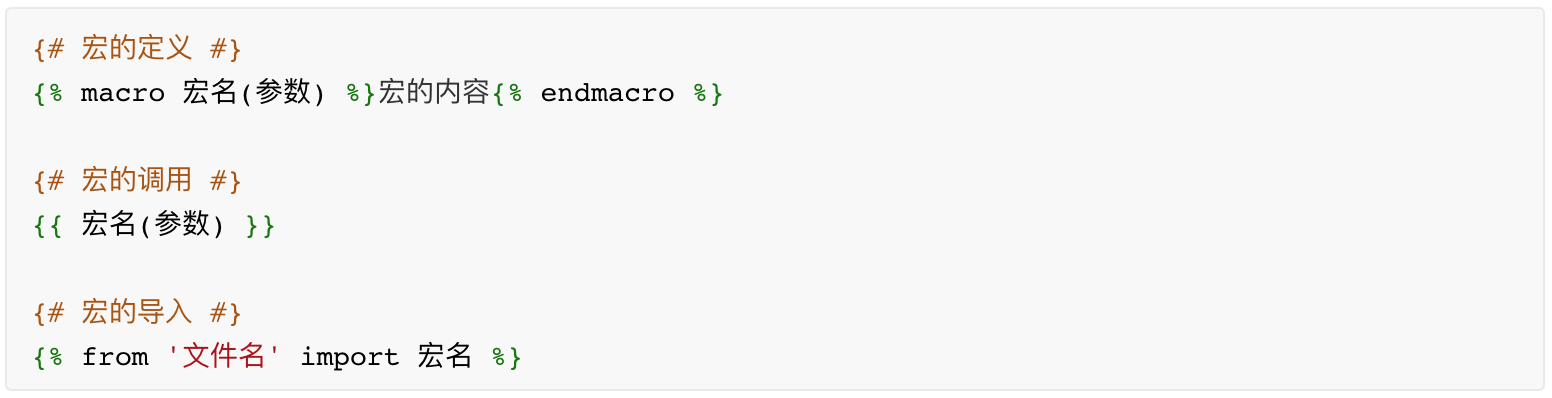 {# 宏的定义 #}
{% macro 宏名(参数) %}宏的内容{% endmacro %}
{# 宏的调用 #}
{{ 宏名(参数) }}
{# 宏的导入 #}
{% from '文件名' import 宏名 %}